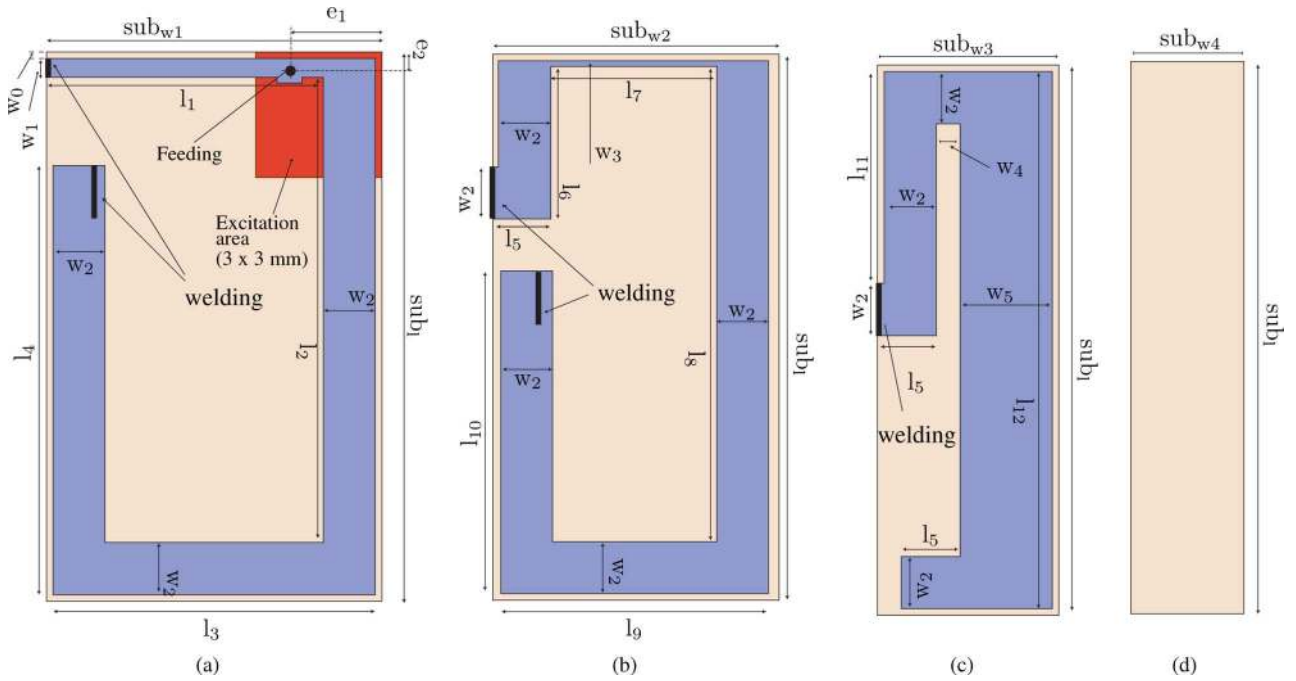 sub_w1
e_1
e_2
w_0
w_1
l_1
Feeding
Excitation
area
(3 x 3 mm)
w_2
welding
w_2
l_2
l_4
sub_l
w_2
l_3
(a)
sub_w2
l_7
w_2
w_3
l_6
w_2
l_5
welding
w_2
w_2
l_8
l_10
sub_l
w_2
l_9
(b)
sub_w3
w_2
w_4
l_11
w_2
w_5
w_2
l_5
welding
sub_l
l_12
l_5
w_2
(c)
sub_w4
sub_l
(d)